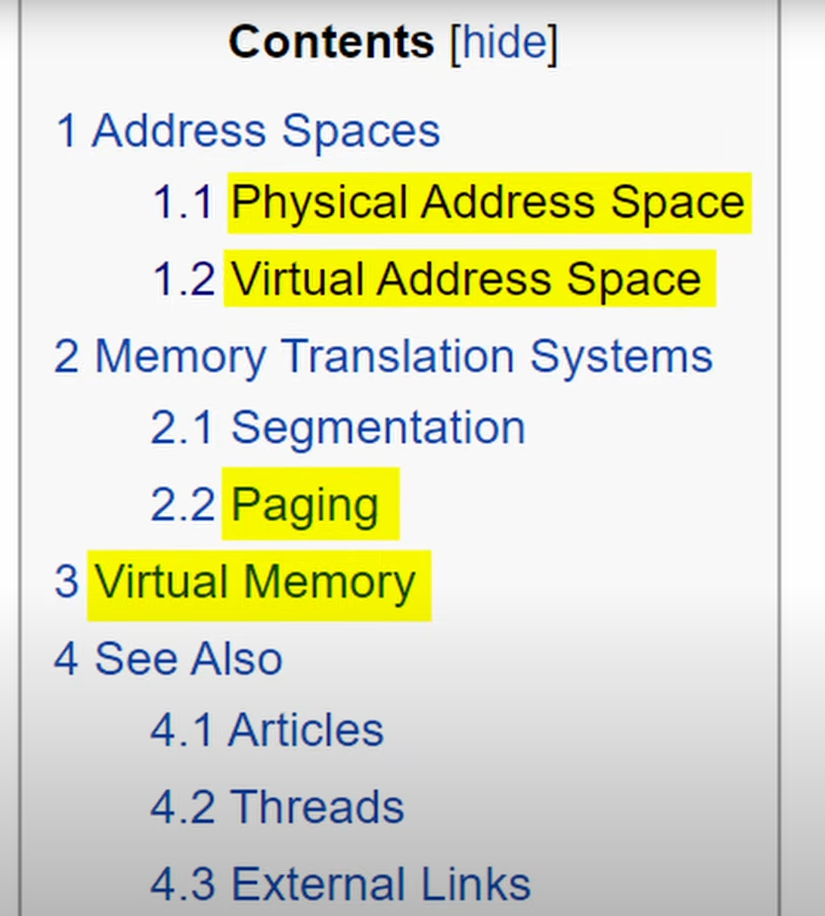 Contents [hide]
1 Address Spaces
1.1 Physical Address Space
1.2 Virtual Address Space
2 Memory Translation Systems
2.1 Segmentation
2.2 Paging
3 Virtual Memory
4 See Also
4.1 Articles
4.2 Threads
4.3 External Links